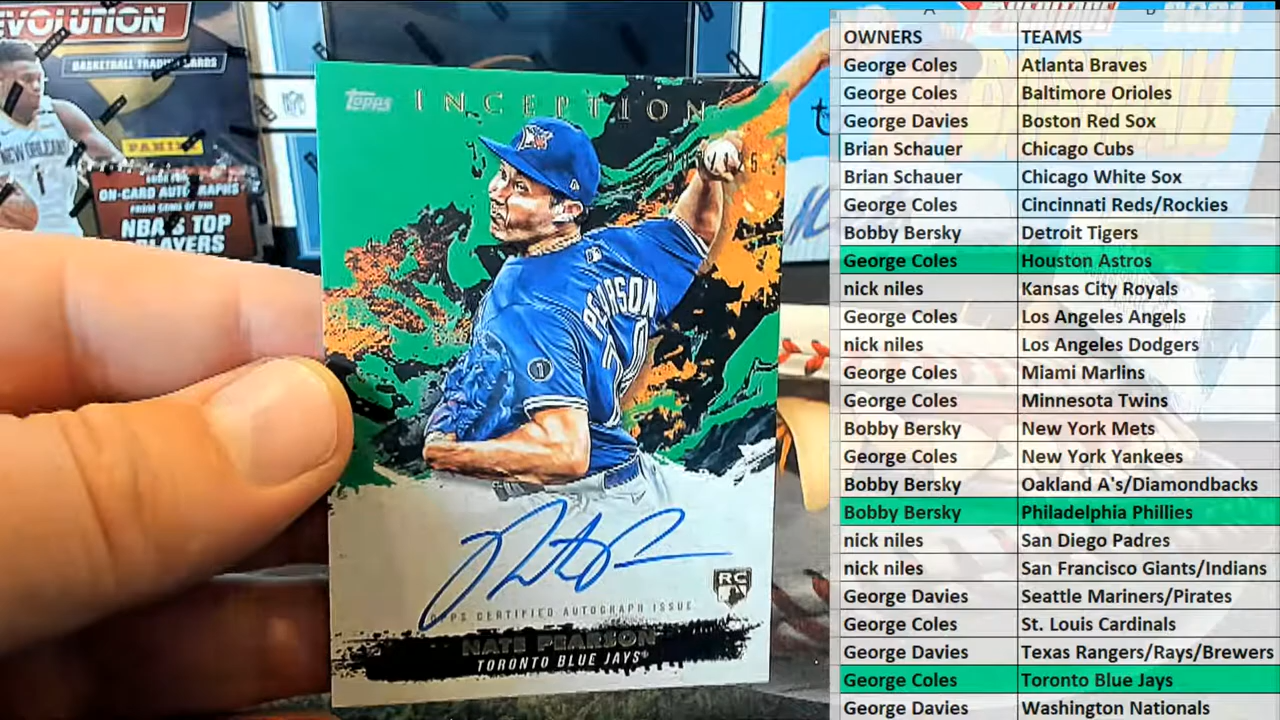 EVOLUTION
BASKETBALL TRADING CARDS
PANINI
ON-CARD AUTOGRAPHS
FROM SOME OF THE
NBA'S TOP
PLAYERS
NEW ORLEANS
1
NFL
TOPPS INCEPTION
PEARSON
1
TOPPS CERTIFIED AUTOGRAPH ISSUE
RC
NATE PEARSON
TORONTO BLUE JAYS
A B
OWNERS TEAMS
George Coles Atlanta Braves
George Coles Baltimore Orioles
George Davies Boston Red Sox
Brian Schauer Chicago Cubs
Brian Schauer Chicago White Sox
George Coles Cincinnati Reds/Rockies
Bobby Bersky Detroit Tigers
George Coles Houston Astros
nick niles Kansas City Royals
George Coles Los Angeles Angels
nick niles Los Angeles Dodgers
George Coles Miami Marlins
George Coles Minnesota Twins
Bobby Bersky New York Mets
George Coles New York Yankees
Bobby Bersky Oakland A's/Diamondbacks
Bobby Bersky Philadelphia Phillies
nick niles San Diego Padres
nick niles San Francisco Giants/Indians
George Davies Seattle Mariners/Pirates
George Coles St. Louis Cardinals
George Davies Texas Rangers/Rays/Brewers
George Coles Toronto Blue Jays
George Davies Washington Nationals